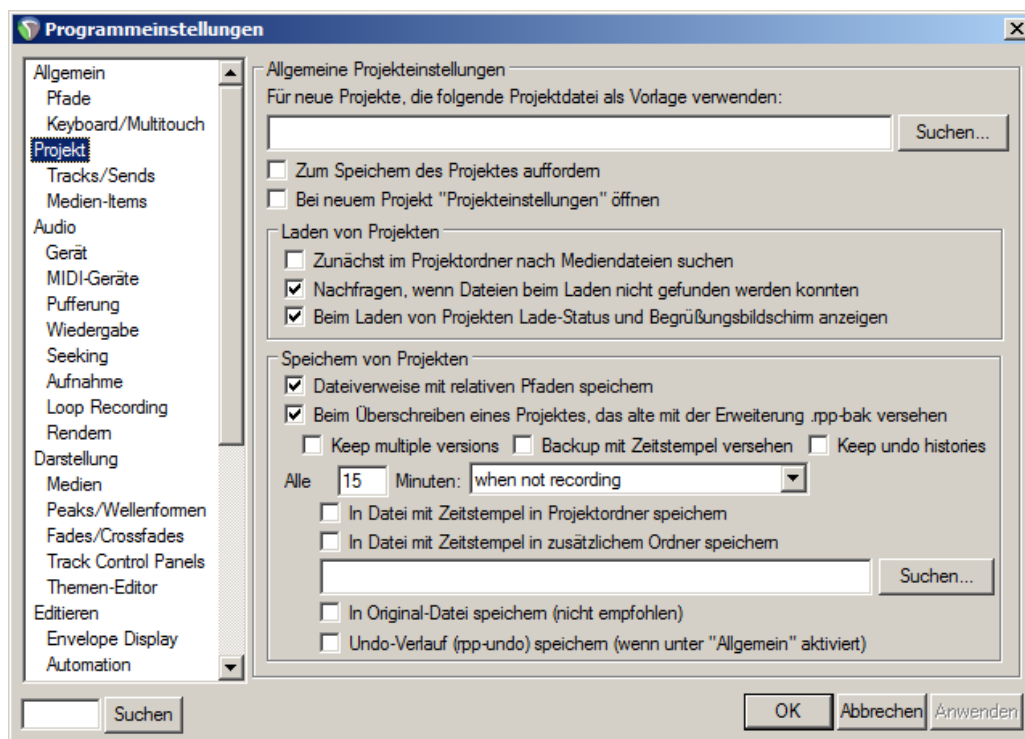 Programmeinstellungen
Allgemein
Pfade
Keyboard/Multitouch
Projekt
Tracks/Sends
Medien-Items
Audio
Gerät
MIDI-Geräte
Pufferung
Wiedergabe
Seeking
Aufnahme
Loop Recording
Rendern
Darstellung
Medien
Peaks/Wellenformen
Fades/Crossfades
Track Control Panels
Themen-Editor
Editieren
Envelope Display
Automation
Suchen
Allgemeine Projekteinstellungen
Für neue Projekte, die folgende Projektdatei als Vorlage verwenden:
Suchen...
Zum Speichern des Projektes auffordern
Bei neuem Projekt "Projekteinstellungen" öffnen
Laden von Projekten
Zunächst im Projektordner nach Mediendateien suchen
Nachfragen, wenn Dateien beim Laden nicht gefunden werden konnten
Beim Laden von Projekten Lade-Status und Begrüßungsbildschirm anzeigen
Speichern von Projekten
Dateiverweise mit relativen Pfaden speichern
Beim Überschreiben eines Projektes, das alte mit der Erweiterung .rpp-bak versehen
Keep multiple versions Backup mit Zeitstempel versehen Keep undo histories
Alle 15 Minuten: when not recording
In Datei mit Zeitstempel in Projektordner speichern
In Datei mit Zeitstempel in zusätzlichem Ordner speichern
Suchen...
In Original-Datei speichern (nicht empfohlen)
Undo-Verlauf (rpp-undo) speichern (wenn unter "Allgemein" aktiviert)
OK Abbrechen Anwenden